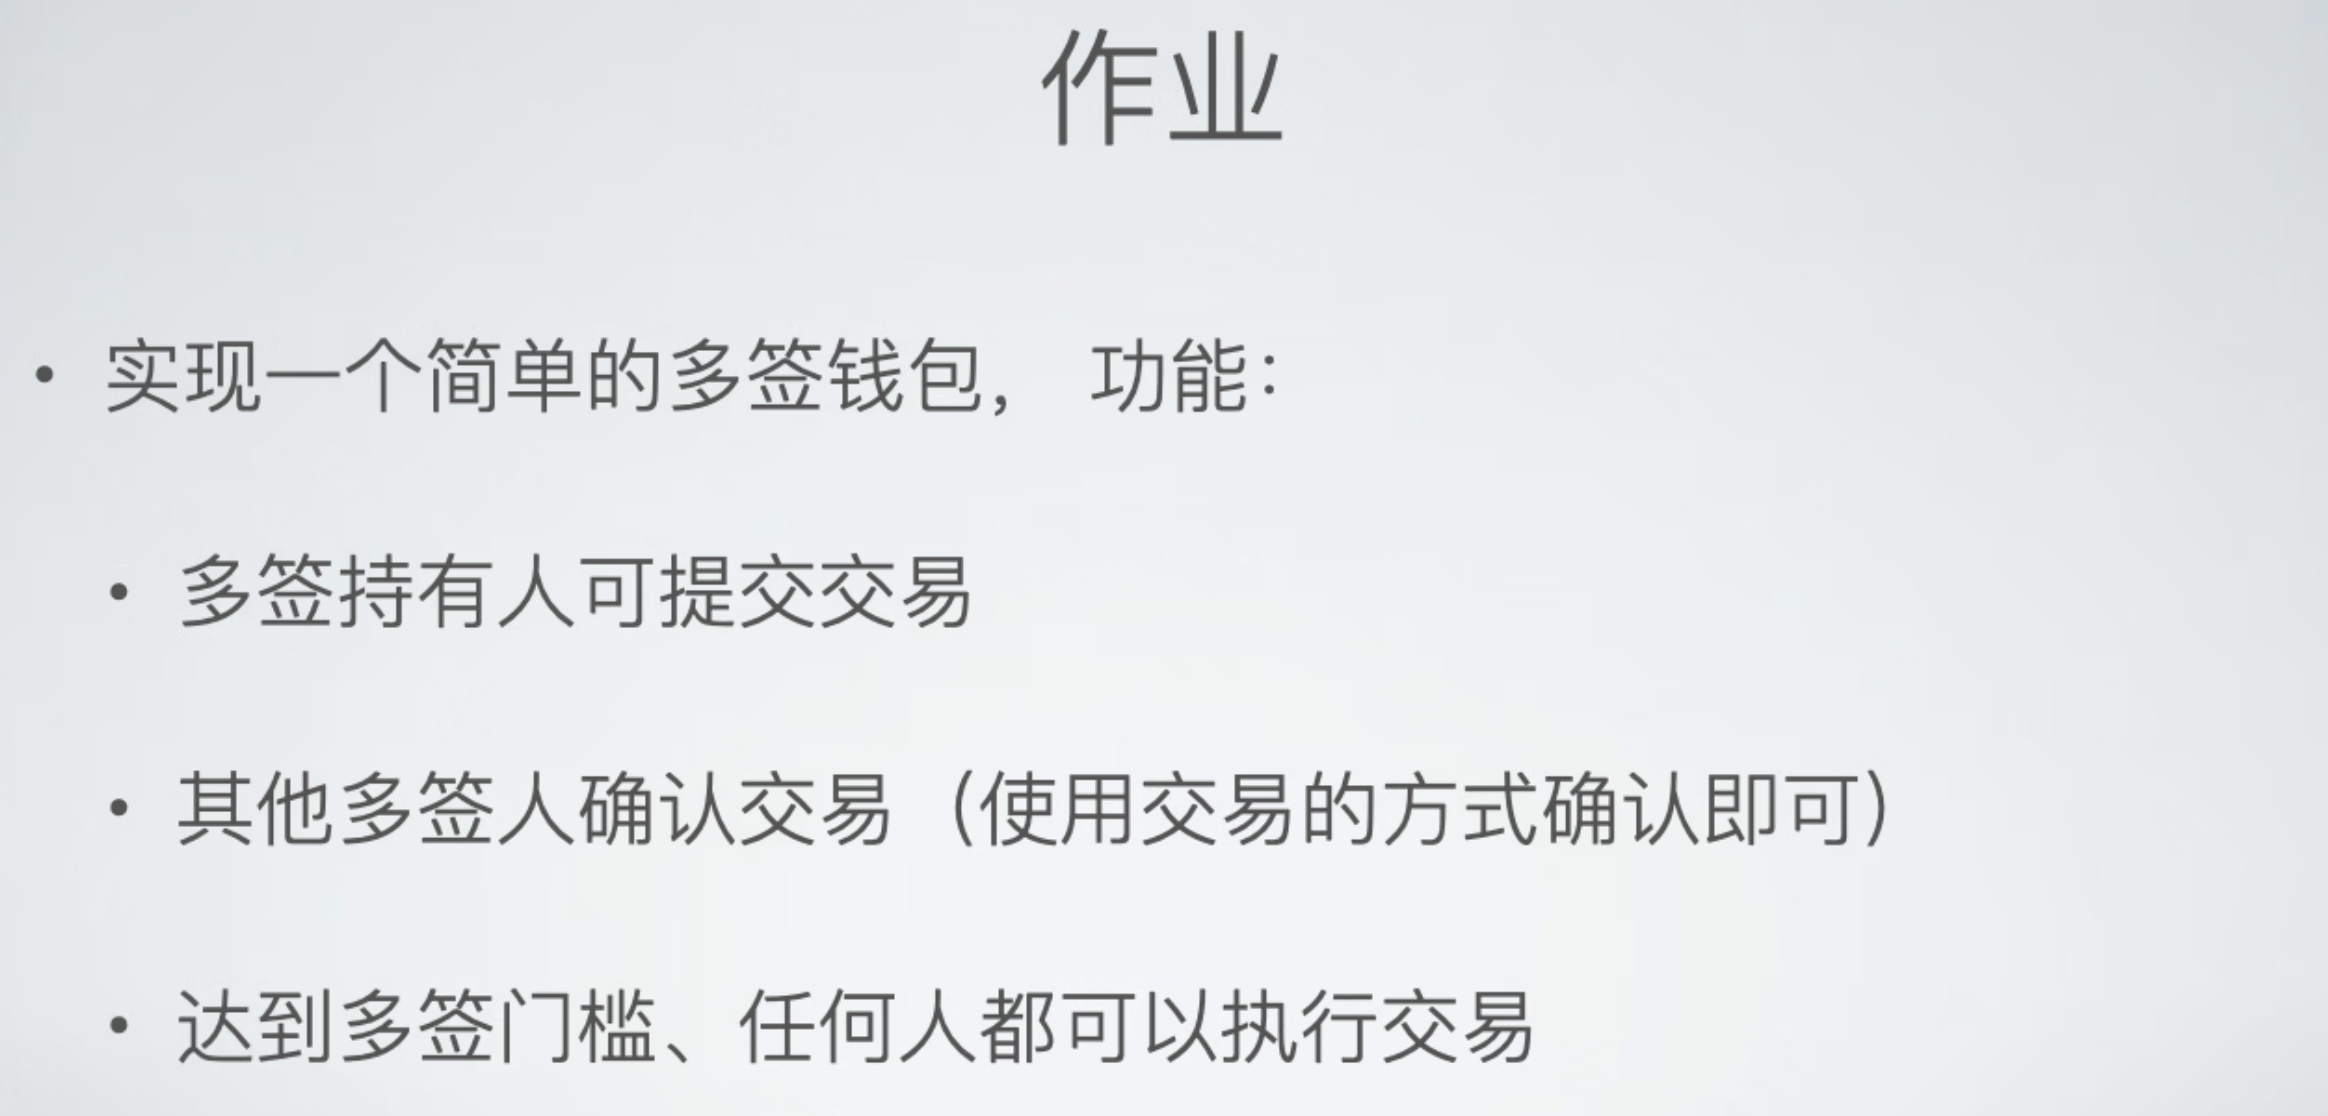 作业
• 实现一个简单的多签钱包， 功能：
• 多签持有人可提交交易
• 其他多签人确认交易（使用交易的方式确认即可）
• 达到多签门槛、任何人都可以执行交易